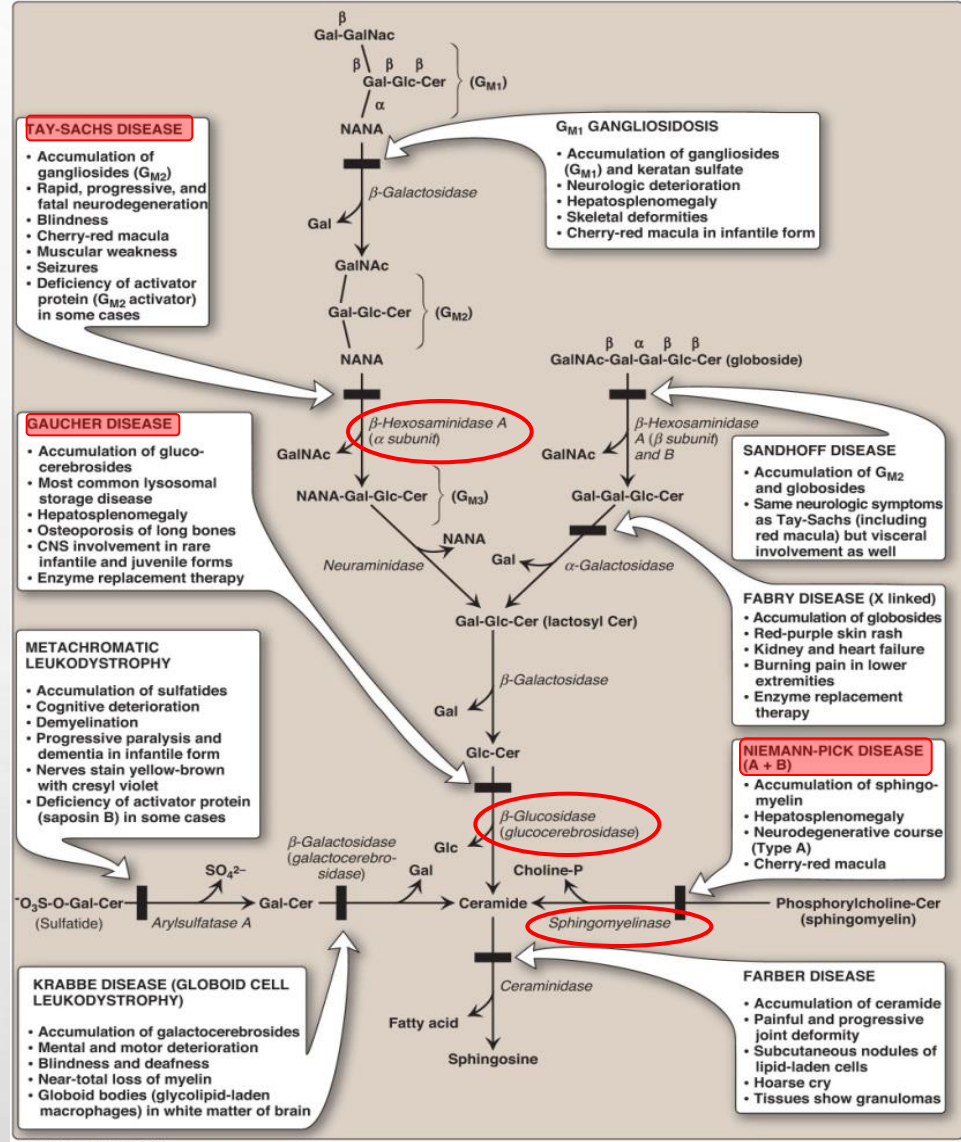 β
Gal-GalNac
β β β
Gal-Glc-Cer (GM1)
α
NANA
β-Galactosidase
Gal
GalNAc
Gal-Glc-Cer (GM2)
NANA
β-Hexosaminidase A
(α subunit)
GalNAc
NANA-Gal-Glc-Cer (GM3)
NANA
Neuraminidase
β α β β
GalNAc-Gal-Gal-Glc-Cer (globoside)
β-Hexosaminidase
A (β subunit)
and B
GalNAc
Gal-Gal-Glc-Cer
Gal
α-Galactosidase
Gal-Glc-Cer (lactosyl Cer)
β-Galactosidase
Gal
Glc-Cer
β-Glucosidase
(glucocerebrosidase)
Glc
Choline-P
Ceramide
Sphingomyelinase
Phosphorylcholine-Cer
(sphingomyelin)
Ceramidase
Fatty acid
Sphingosine
⁻O3S-O-Gal-Cer
(Sulfatide)
SO4²⁻
Arylsulfatase A
Gal-Cer
β-Galactosidase
(galactocerebro-
sidase)
Gal
TAY-SACHS DISEASE
• Accumulation of
gangliosides (GM2)
• Rapid, progressive, and
fatal neurodegeneration
• Blindness
• Cherry-red macula
• Muscular weakness
• Seizures
• Deficiency of activator
protein (GM2 activator)
in some cases
GM1 GANGLIOSIDOSIS
• Accumulation of gangliosides
(GM1) and keratan sulfate
• Neurologic deterioration
• Hepatosplenomegaly
• Skeletal deformities
• Cherry-red macula in infantile form
GAUCHER DISEASE
• Accumulation of gluco-
cerebrosides
• Most common lysosomal
storage disease
• Hepatosplenomegaly
• Osteoporosis of long bones
• CNS involvement in rare
infantile and juvenile forms
• Enzyme replacement therapy
SANDHOFF DISEASE
• Accumulation of GM2
and globosides
• Same neurologic symptoms
as Tay-Sachs (including
red macula) but visceral
involvement as well
FABRY DISEASE (X linked)
• Accumulation of globosides
• Red-purple skin rash
• Kidney and heart failure
• Burning pain in lower
extremities
• Enzyme replacement
therapy
METACHROMATIC
LEUKODYSTROPHY
• Accumulation of sulfatides
• Cognitive deterioration
• Demyelination
• Progressive paralysis and
dementia in infantile form
• Nerves stain yellow-brown
with cresyl violet
• Deficiency of activator protein
(saposin B) in some cases
NIEMANN-PICK DISEASE
(A + B)
• Accumulation of sphingo-
myelin
• Hepatosplenomegaly
• Neurodegenerative course
(Type A)
• Cherry-red macula
KRABBE DISEASE (GLOBOID CELL
LEUKODYSTROPHY)
• Accumulation of galactocerebrosides
• Mental and motor deterioration
• Blindness and deafness
• Near-total loss of myelin
• Globoid bodies (glycolipid-laden
macrophages) in white matter of brain
FARBER DISEASE
• Accumulation of ceramide
• Painful and progressive
joint deformity
• Subcutaneous nodules of
lipid-laden cells
• Hoarse cry
• Tissues show granulomas